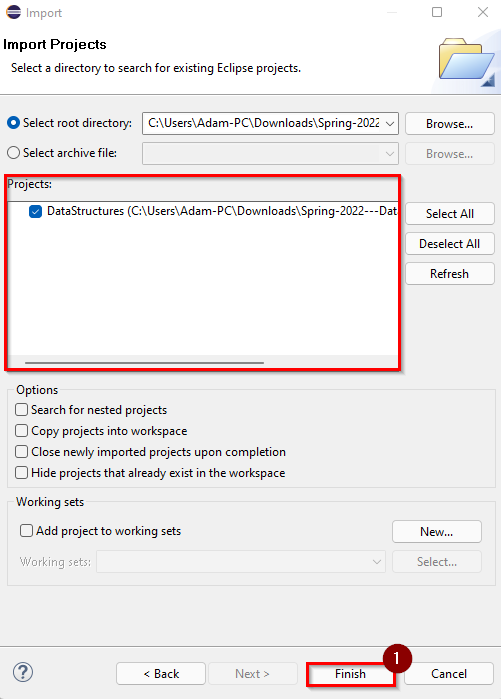 Import
Import Projects
Select a directory to search for existing Eclipse projects.
Select root directory: C:\Users\Adam-PC\Downloads\Spring-2022 Browse...
Select archive file: Browse...
Projects:
DataStructures (C:\Users\Adam-PC\Downloads\Spring-2022---Dat
Select All
Deselect All
Refresh
Options
Search for nested projects
Copy projects into workspace
Close newly imported projects upon completion
Hide projects that already exist in the workspace
Working sets
Add project to working sets New...
Working sets: Select...
1
? < Back Next > Finish Cancel